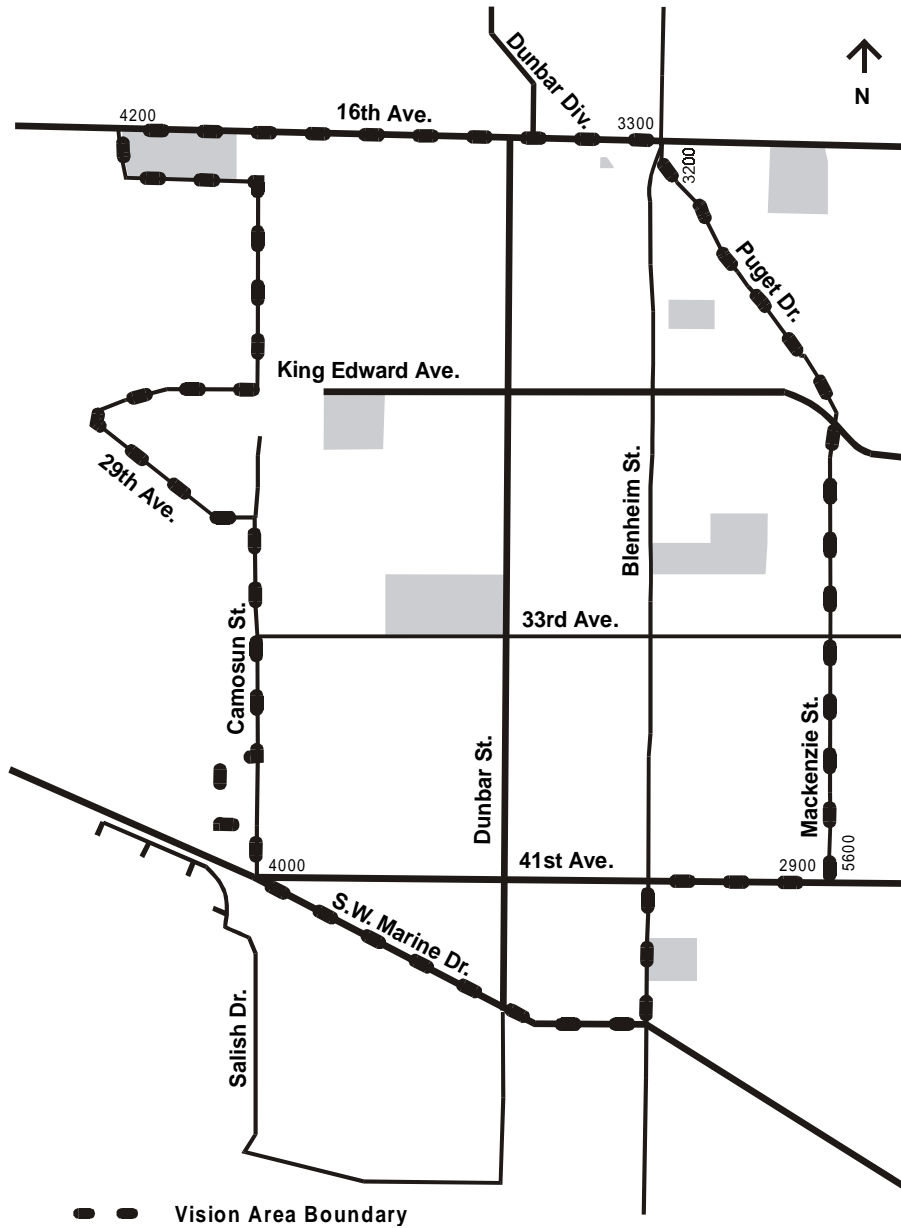 Dunbar Div.
N
4200
16th Ave.
3300
3200
Puget Dr.
King Edward Ave.
29th Ave.
Blenheim St.
33rd Ave.
Camosun St.
Mackenzie St.
Dunbar St.
4000
41st Ave.
2900
5600
S.W. Marine Dr.
Salish Dr.
Vision Area Boundary